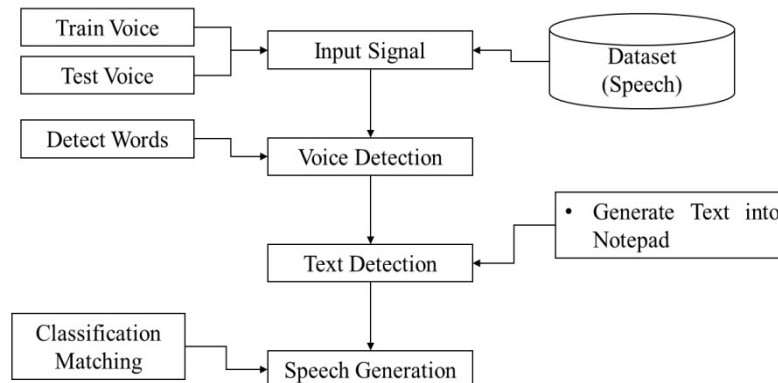 Train Voice
Test Voice
Input Signal
Dataset
(Speech)
Detect Words
Voice Detection
• Generate Text into
Notepad
Text Detection
Classification
Matching
Speech Generation